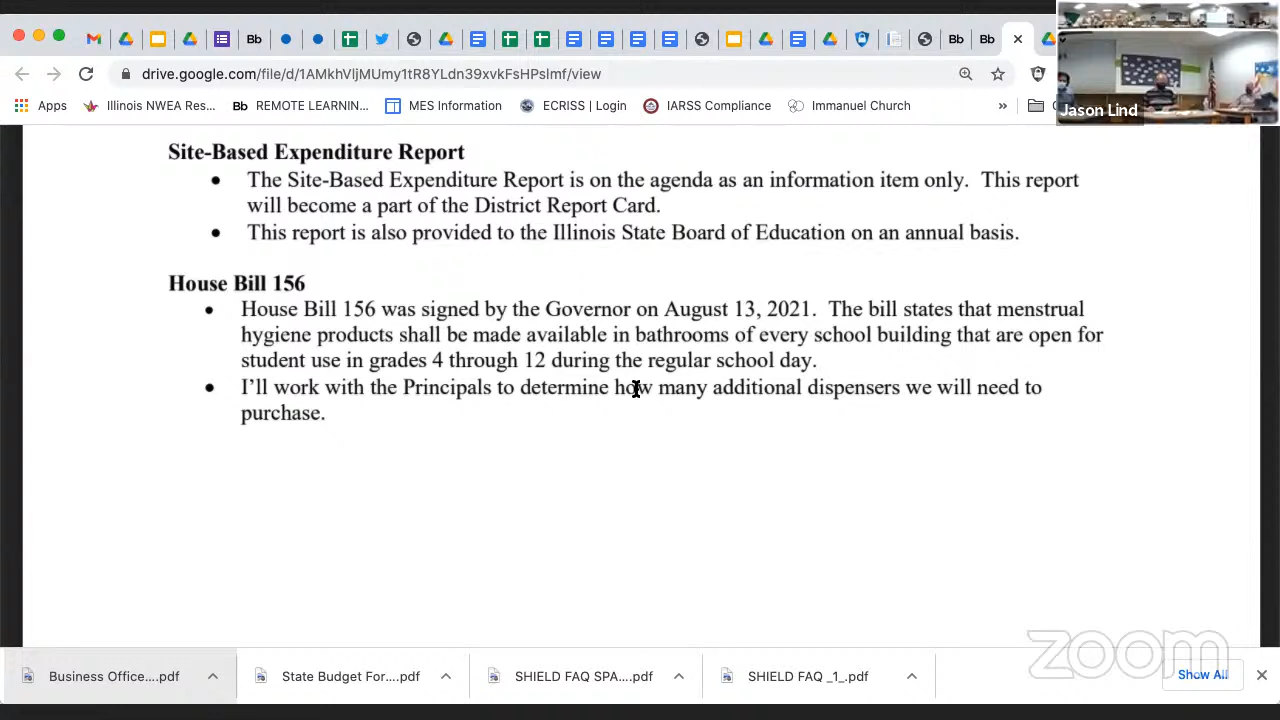 drive.google.com/file/d/1AMkhVljMUmy1tR8YLdn39xvkFsHPslmf/view
Apps
Illinois NWEA Res...
Bb REMOTE LEARNIN...
MES Information
ECRISS | Login
IARSS Compliance
Immanuel Church
»
Jason Lind
Site-Based Expenditure Report
• The Site-Based Expenditure Report is on the agenda as an information item only. This report
will become a part of the District Report Card.
• This report is also provided to the Illinois State Board of Education on an annual basis.
House Bill 156
• House Bill 156 was signed by the Governor on August 13, 2021. The bill states that menstrual
hygiene products shall be made available in bathrooms of every school building that are open for
student use in grades 4 through 12 during the regular school day.
• I'll work with the Principals to determine how many additional dispensers we will need to
purchase.
zoom
Business Office....pdf
State Budget For....pdf
SHIELD FAQ SPA....pdf
SHIELD FAQ _1_.pdf
Show All